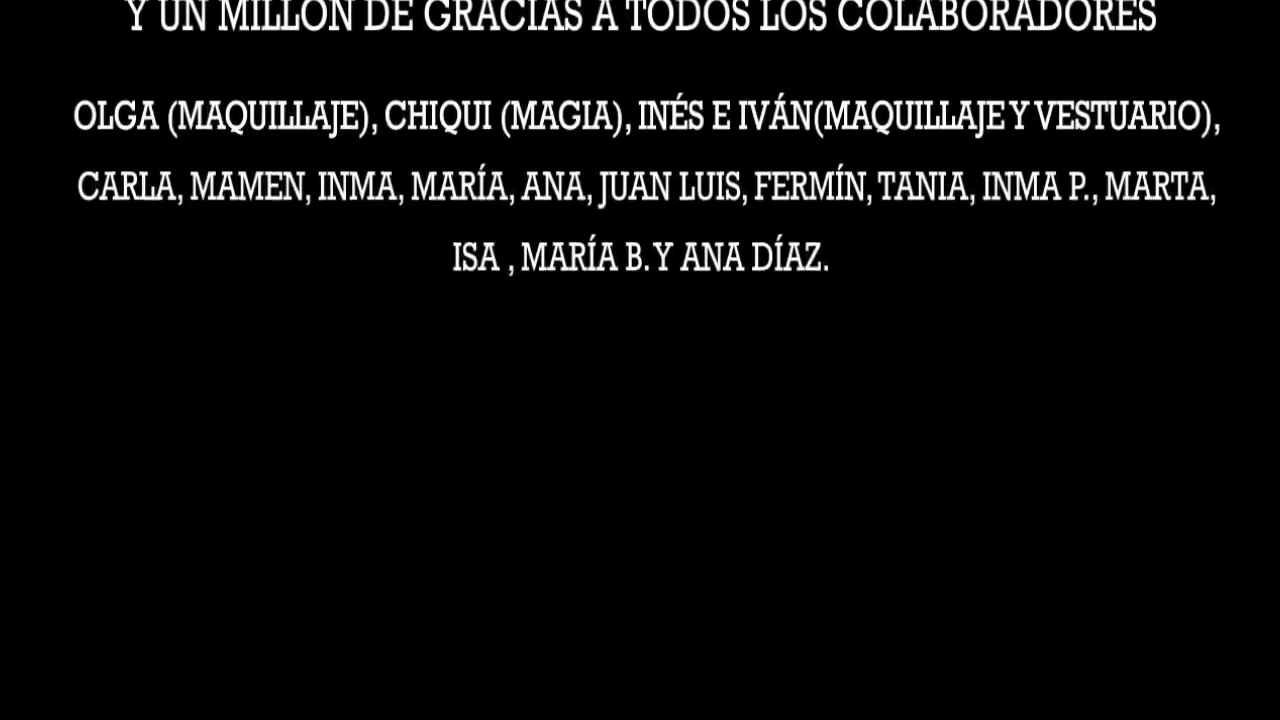 Y UN MILLÓN DE GRACIAS A TODOS LOS COLABORADORES
OLGA (MAQUILLAJE), CHIQUI (MAGIA), INÉS E IVÁN(MAQUILLAJE Y VESTUARIO),
CARLA, MAMEN, INMA, MARÍA, ANA, JUAN LUIS, FERMÍN, TANIA, INMA P., MARTA,
ISA , MARÍA B. Y ANA DÍAZ.